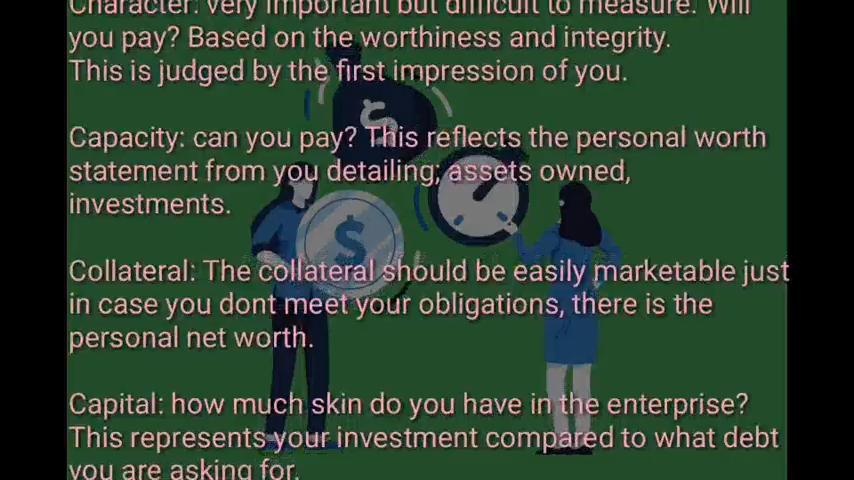 Character: very important but difficult to measure. Will
you pay? Based on the worthiness and integrity.
This is judged by the first impression of you.
Capacity: can you pay? This reflects the personal worth
statement from you detailing; assets owned,
investments.
Collateral: The collateral should be easily marketable just
in case you dont meet your obligations, there is the
personal net worth.
Capital: how much skin do you have in the enterprise?
This represents your investment compared to what debt
you are asking for.
$
$